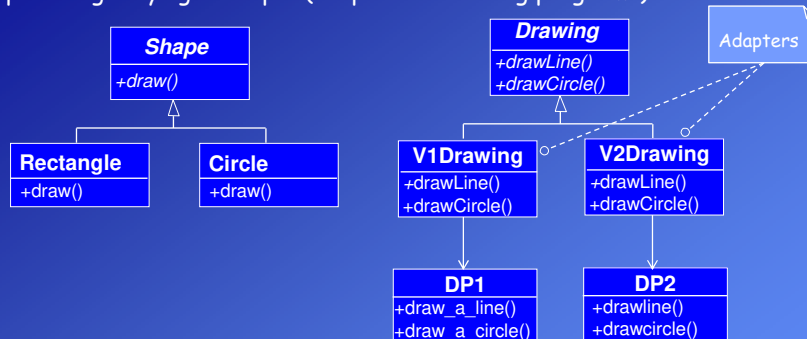 Shape
+draw()
Rectangle
+draw()
Circle
+draw()
Drawing
+drawLine()
+drawCircle()
Adapters
V1Drawing
+drawLine()
+drawCircle()
V2Drawing
+drawLine()
+drawCircle()
DP1
+draw_a_line()
+draw_a_circle()
DP2
+drawline()
+drawcircle()